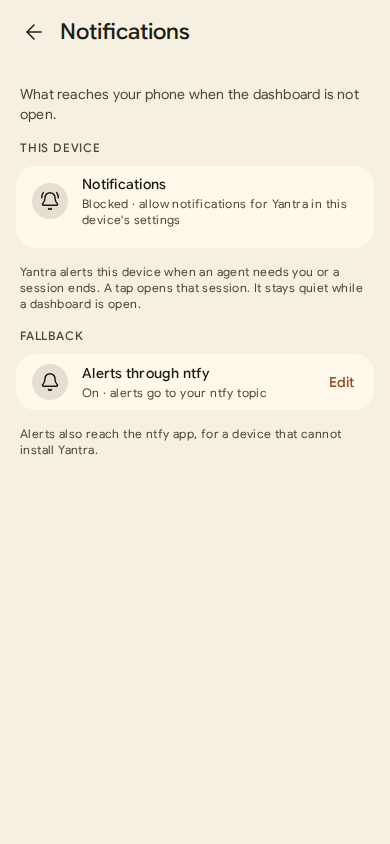 Notifications
What reaches your phone when the dashboard is not
open.
THIS DEVICE
Notifications
Blocked · allow notifications for Yantra in this
device's settings
Yantra alerts this device when an agent needs you or a
session ends. A tap opens that session. It stays quiet while
a dashboard is open.
FALLBACK
Alerts through ntfy
On · alerts go to your ntfy topic
Edit
Alerts also reach the ntfy app, for a device that cannot
install Yantra.